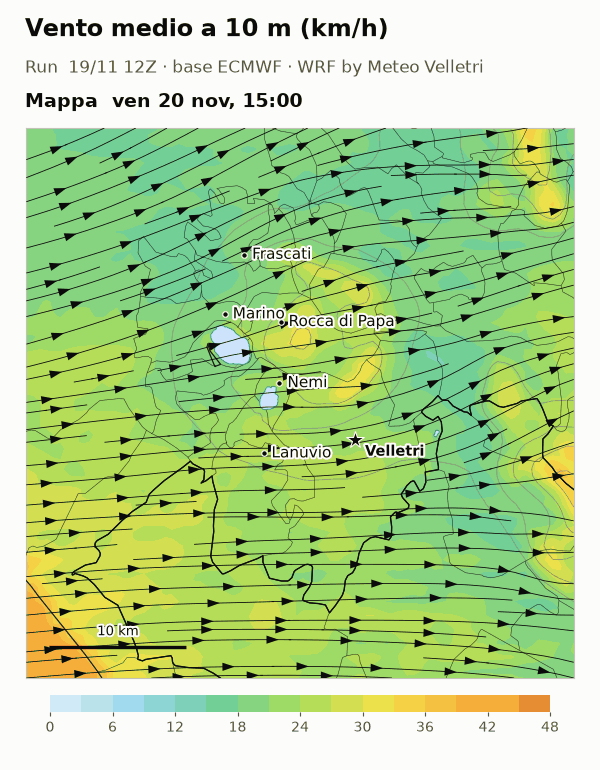 Vento medio a 10 m (km/h)
Run 19/11 12Z · base ECMWF · WRF by Meteo Velletri
Mappa ven 20 nov, 15:00
Frascati
Marino
Rocca di Papa
Nemi
Velletri
Lanuvio
10 km
0 6 12 18 24 30 36 42 48